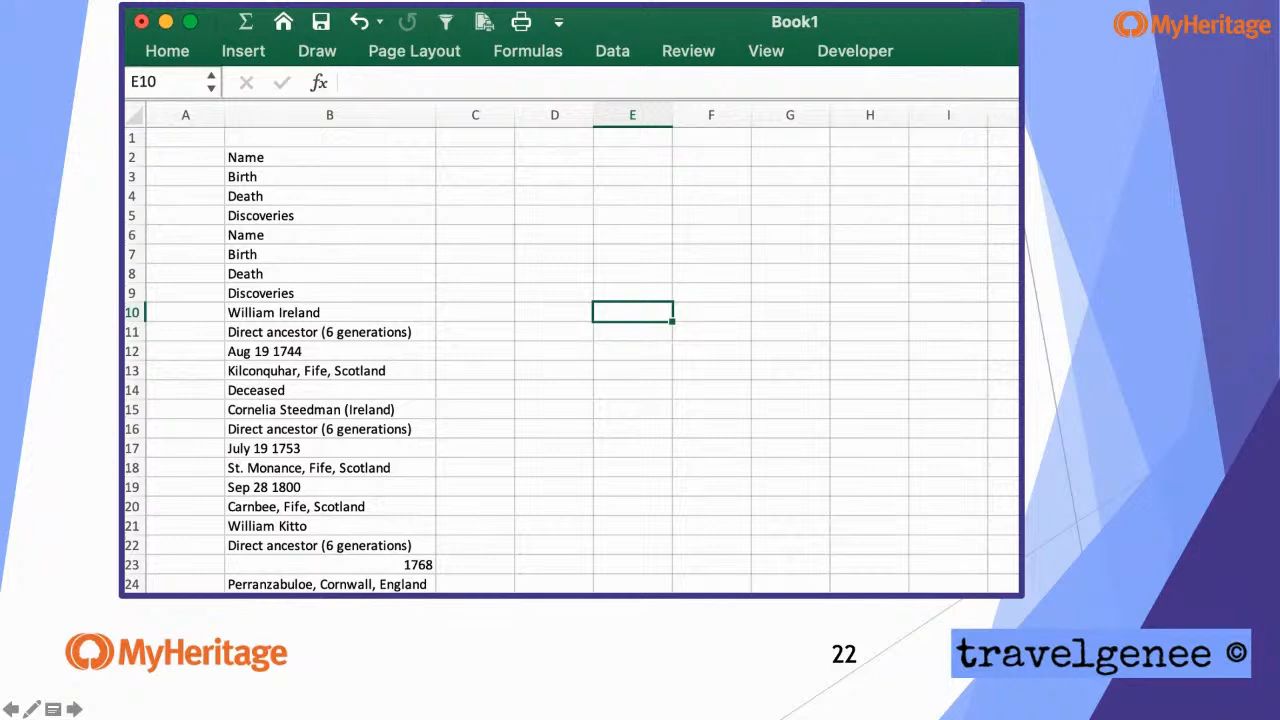 Book1
MyHeritage
Home Insert Draw Page Layout Formulas Data Review View Developer
E10 fx
A B C D E F G H I
1
2 Name
3 Birth
4 Death
5 Discoveries
6 Name
7 Birth
8 Death
9 Discoveries
10 William Ireland
11 Direct ancestor (6 generations)
12 Aug 19 1744
13 Kilconquhar, Fife, Scotland
14 Deceased
15 Cornelia Steedman (Ireland)
16 Direct ancestor (6 generations)
17 July 19 1753
18 St. Monance, Fife, Scotland
19 Sep 28 1800
20 Carnbee, Fife, Scotland
21 William Kitto
22 Direct ancestor (6 generations)
23 1768
24 Perranzabuloe, Cornwall, England
MyHeritage
22
travelgenee ©